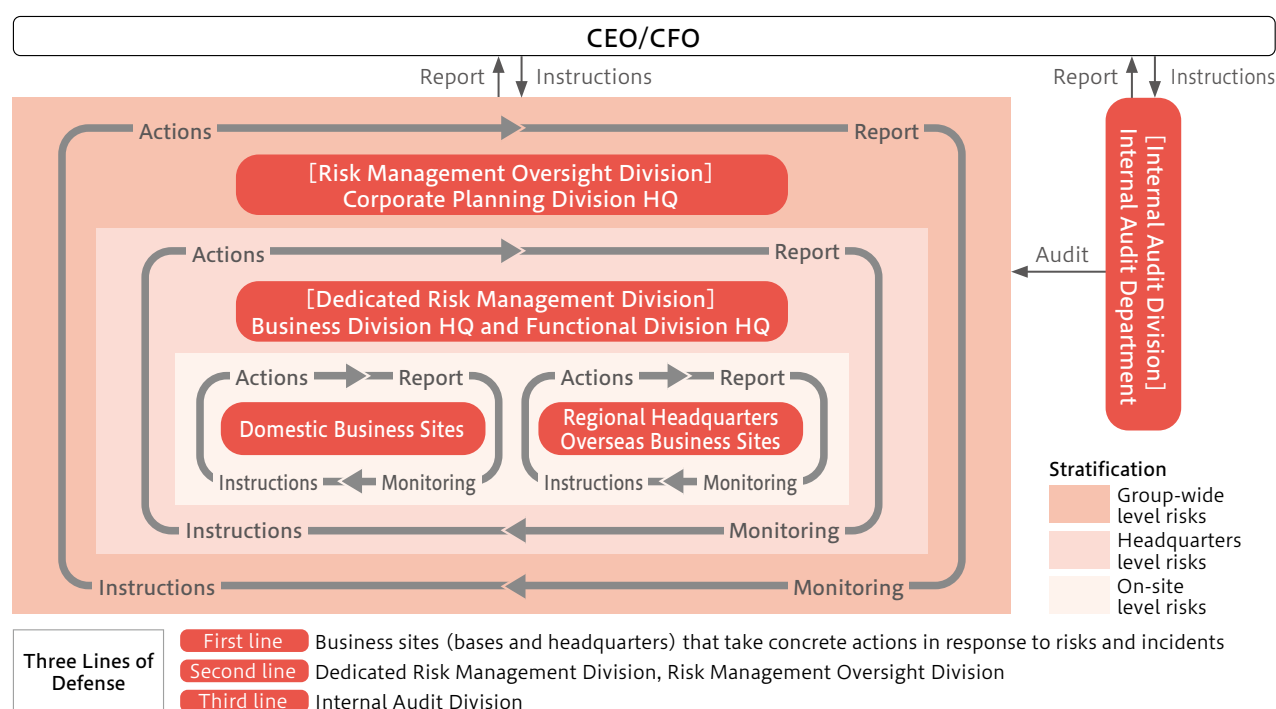 CEO/CFO
Report
Instructions
Report
Instructions
Actions
Report
[Risk Management Oversight Division]
Corporate Planning Division HQ
Actions
Report
[Dedicated Risk Management Division]
Business Division HQ and Functional Division HQ
Actions
Report
Domestic Business Sites
Instructions
Monitoring
Actions
Report
Regional Headquarters
Overseas Business Sites
Instructions
Monitoring
Instructions
Monitoring
Instructions
Monitoring
Audit
[Internal Audit Division]
Internal Audit Department
Stratification
Group-wide
level risks
Headquarters
level risks
On-site
level risks
Three Lines of
Defense
First line Business sites (bases and headquarters) that take concrete actions in response to risks and incidents
Second line Dedicated Risk Management Division, Risk Management Oversight Division
Third line Internal Audit Division